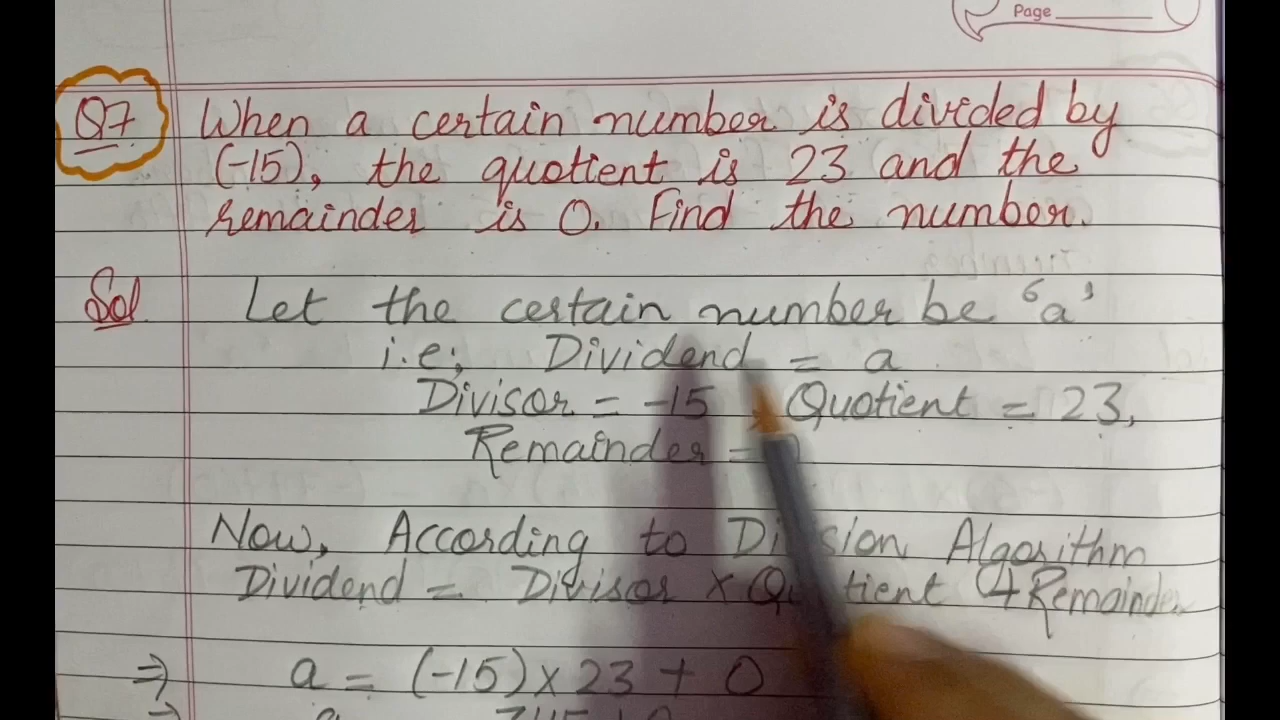 Page
Q7 When a certain number is divided by
(-15), the quotient is 23 and the
remainder is 0. Find the number.
Sol Let the certain number be 'a'
i.e; Dividend = a
Divisor = -15, Quotient = 23,
Remainder =
Now, According to Algorithm
Dividend = Divisor × Quotient + Remainder
⇒ a = (-15) × 23 + 0